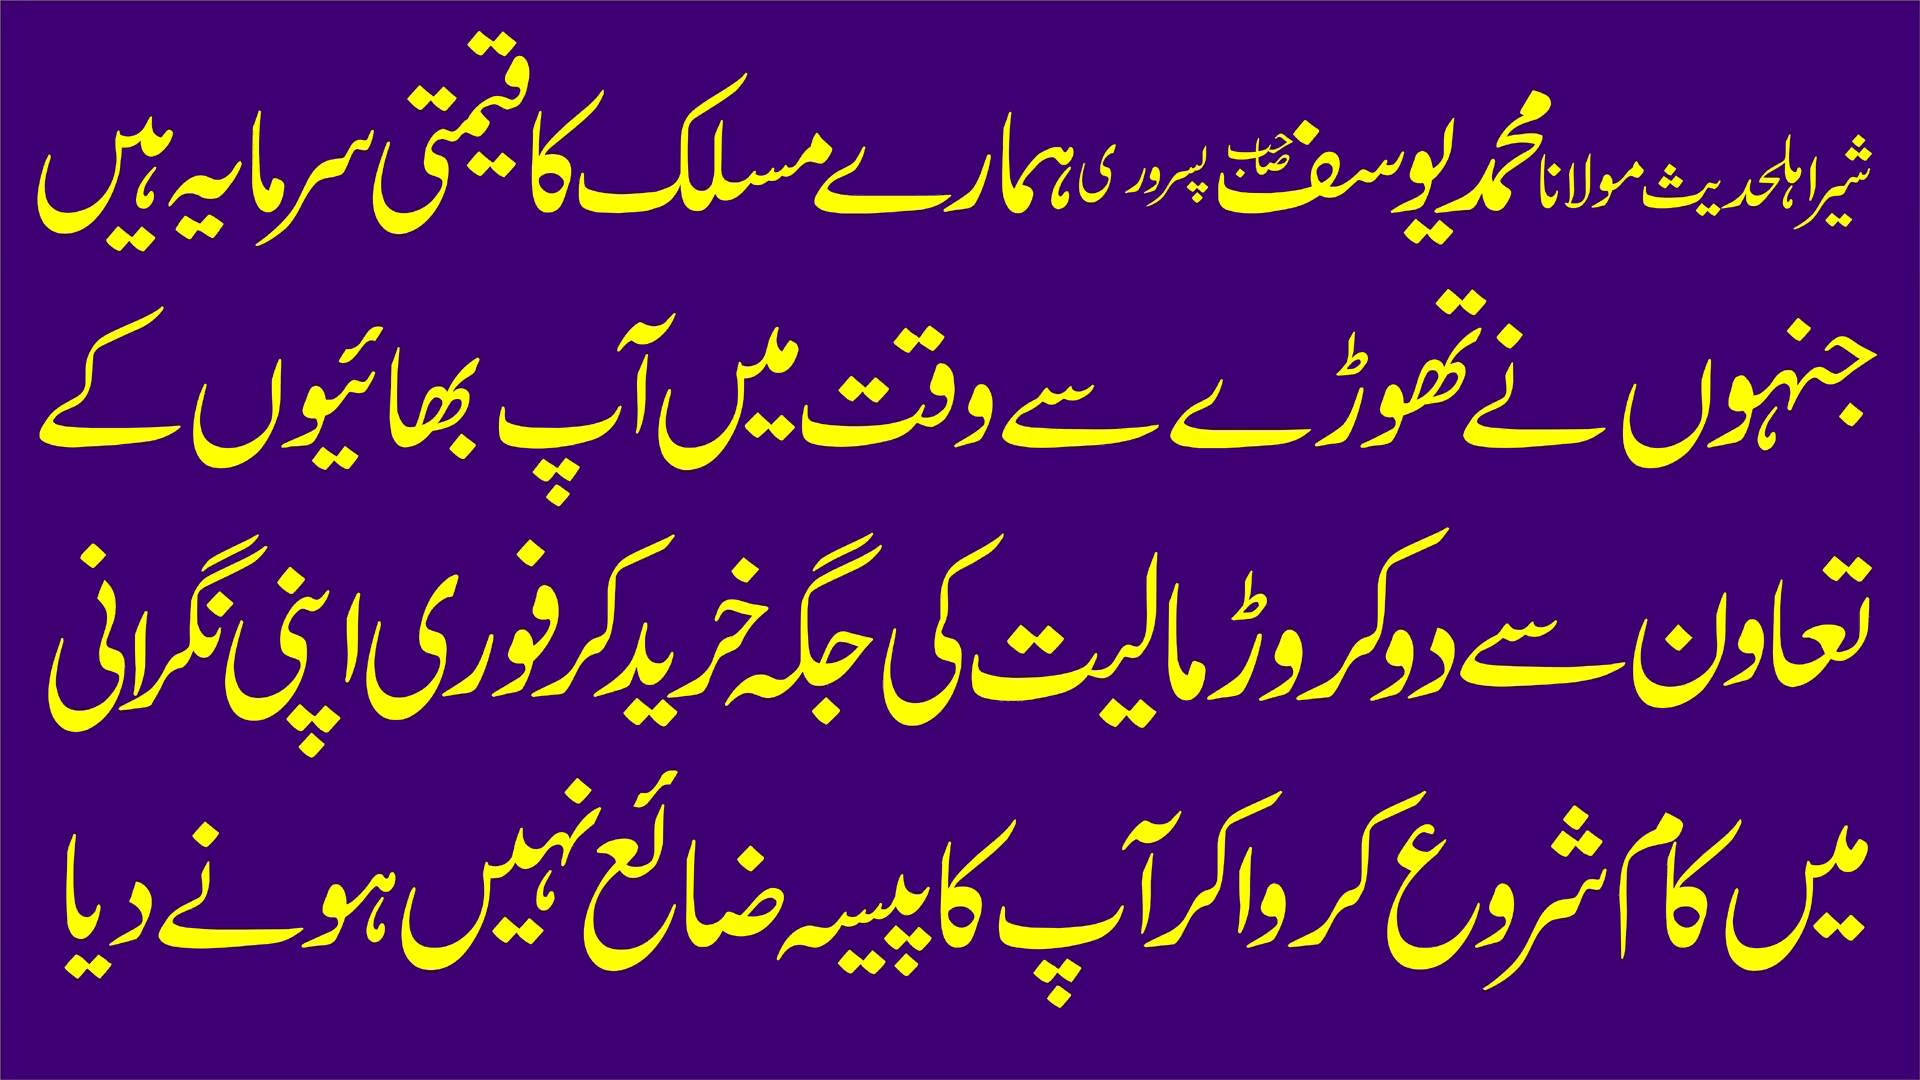 شیر اہلحدیث مولانا محمد یوسف صاحب پسروری ہمارے مسلک کا قیمتی سرمایہ ہیں
جنہوں نے تھوڑے سے وقت میں آپ بھائیوں کے
تعاون سے دو کروڑ مالیت کی جگہ خرید کر فوری اپنی نگرانی
میں کام شروع کروا کر آپ کا پیسہ ضائع نہیں ہونے دیا